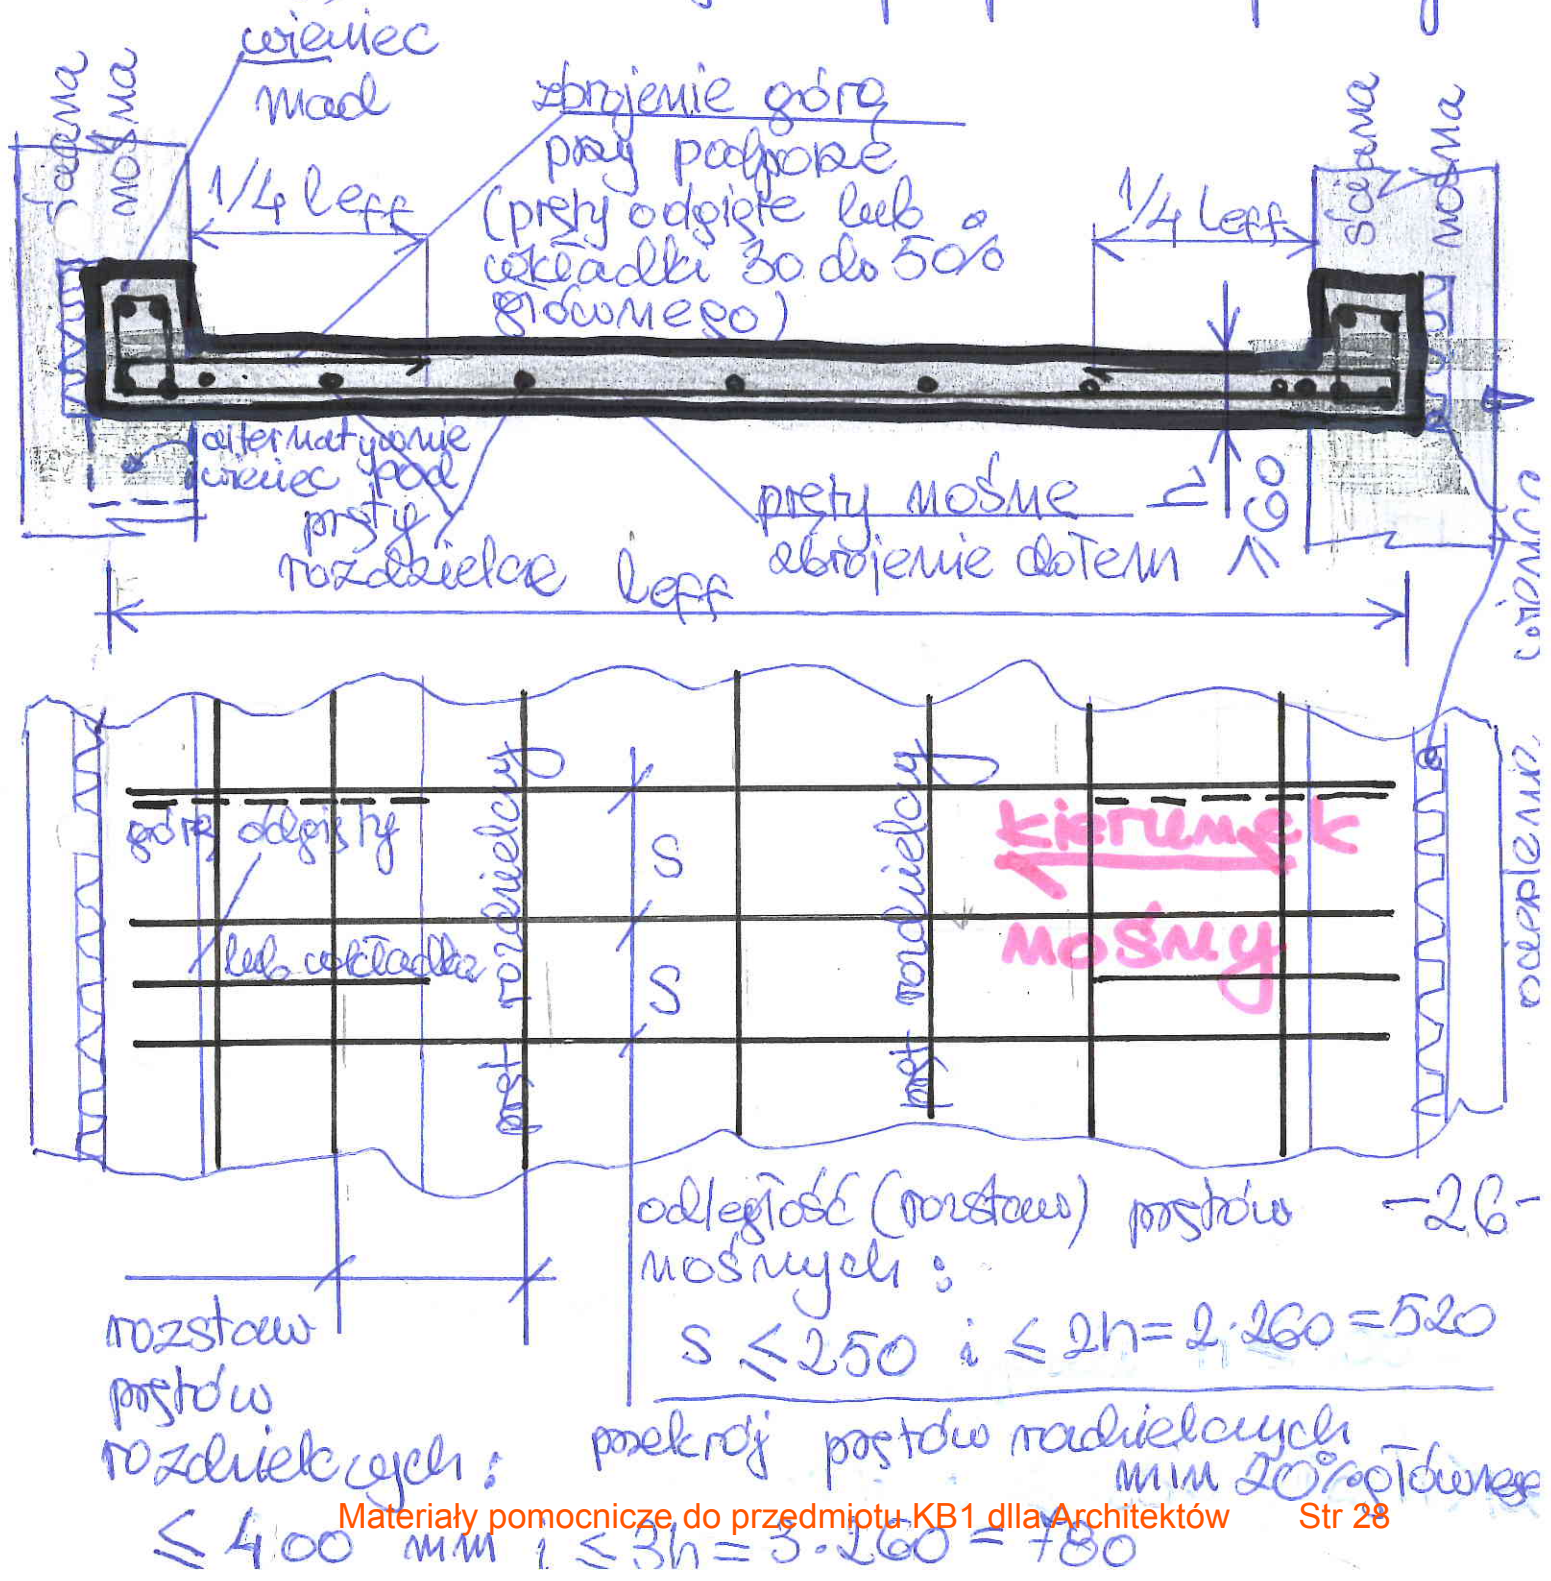 wieniec
nad
ściana
nośna
zbrojenie górą
przy podporze
(pręty odgięte lub
wkładki 30 do 50%
głównego)
1/4 leff
1/4 leff
ściana
nośna
alternatywnie
wieniec pod
pręty
rozdzielcze
pręty nośne
zbrojenie dołem
h ≥ 60
leff
górą odgięty
lub wkładka
pręt rozdzielczy
S
S
pręt rozdzielczy
kierunek
nośny
ocieplenie wieńca
odległość (rozstaw) prętów
nośnych:
-26-
S ≤ 250 i ≤ 2h = 2·260 = 520
rozstaw
prętów
rozdzielczych:
≤ 400 mm i ≤ 3h = 3·260 = 780
przekrój prętów rozdzielczych
min 20% głównego
Materiały pomocnicze do przedmiotu KB1 dlla Architektów Str 28